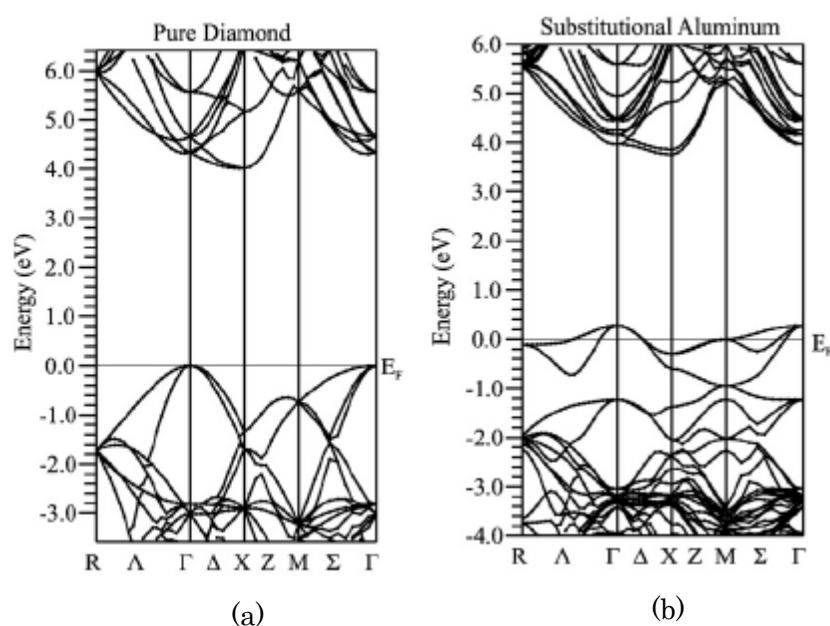 Pure Diamond
Energy (eV)
6.0
5.0
4.0
3.0
2.0
1.0
0.0
-1.0
-2.0
-3.0
E_F
R Λ Γ Δ X Z M Σ Γ
(a)
Substitutional Aluminum
Energy (eV)
6.0
5.0
4.0
3.0
2.0
1.0
0.0
-1.0
-2.0
-3.0
-4.0
E_F
R Λ Γ Δ X Z M Σ Γ
(b)